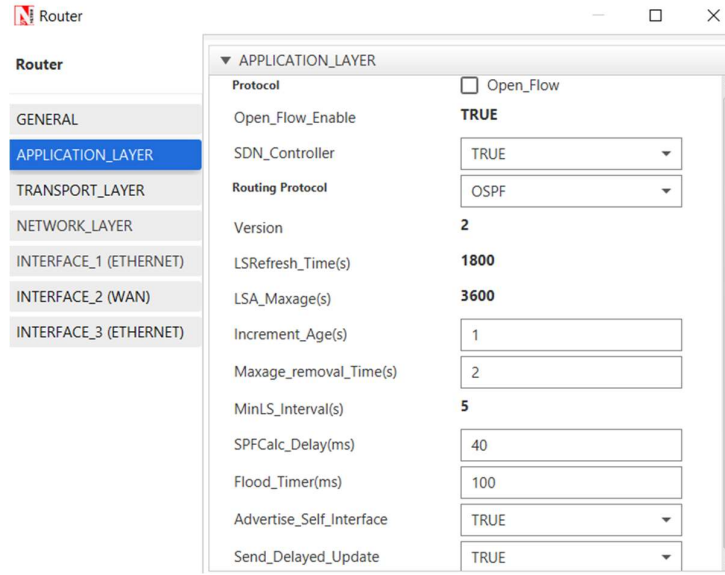 Router
Router
GENERAL
APPLICATION_LAYER
TRANSPORT_LAYER
NETWORK_LAYER
INTERFACE_1 (ETHERNET)
INTERFACE_2 (WAN)
INTERFACE_3 (ETHERNET)
APPLICATION_LAYER
Protocol Open_Flow
Open_Flow_Enable TRUE
SDN_Controller TRUE
Routing Protocol OSPF
Version 2
LSRefresh_Time(s) 1800
LSA_Maxage(s) 3600
Increment_Age(s) 1
Maxage_removal_Time(s) 2
MinLS_Interval(s) 5
SPFCalc_Delay(ms) 40
Flood_Timer(ms) 100
Advertise_Self_Interface TRUE
Send_Delayed_Update TRUE